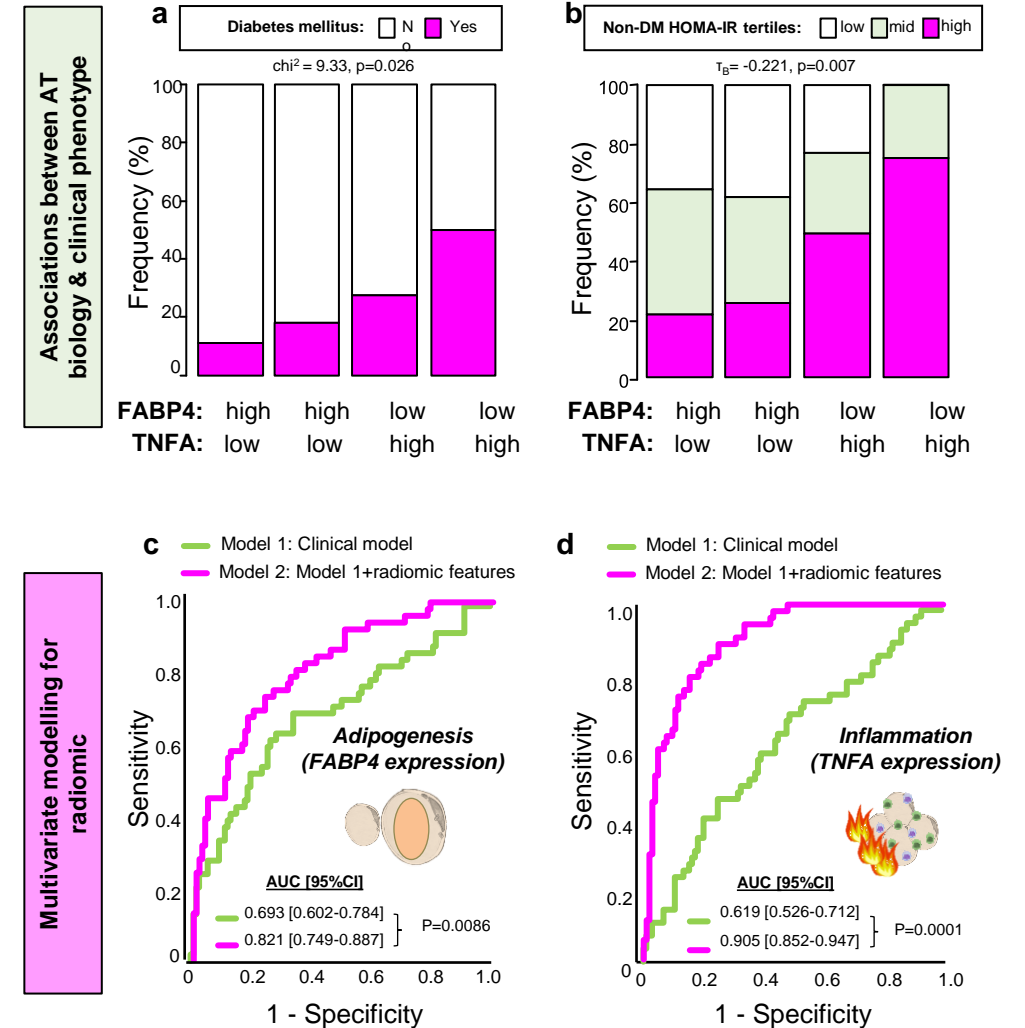 Associations between AT
biology & clinical phenotype
a
Diabetes mellitus: No Yes
chi² = 9.33, p=0.026
Frequency (%)
100
80
60
40
20
0
FABP4: high high low low
TNFA: low low high high
b
Non-DM HOMA-IR tertiles: low mid high
τB= -0.221, p=0.007
Frequency (%)
100
80
60
40
20
0
FABP4: high high low low
TNFA: low low high high
Multivariate modelling for
radiomic
c
Model 1: Clinical model
Model 2: Model 1+radiomic features
Sensitivity
1.0
0.8
0.6
0.4
0.2
0
Adipogenesis
(FABP4 expression)
AUC [95%CI]
0.693 [0.602-0.784]
0.821 [0.749-0.887]
P=0.0086
0 0.2 0.4 0.6 0.8 1.0
1 - Specificity
d
Model 1: Clinical model
Model 2: Model 1+radiomic features
Sensitivity
1.0
0.8
0.6
0.4
0.2
0
Inflammation
(TNFA expression)
AUC [95%CI]
0.619 [0.526-0.712]
0.905 [0.852-0.947]
P=0.0001
0 0.2 0.4 0.6 0.8 1.0
1 - Specificity